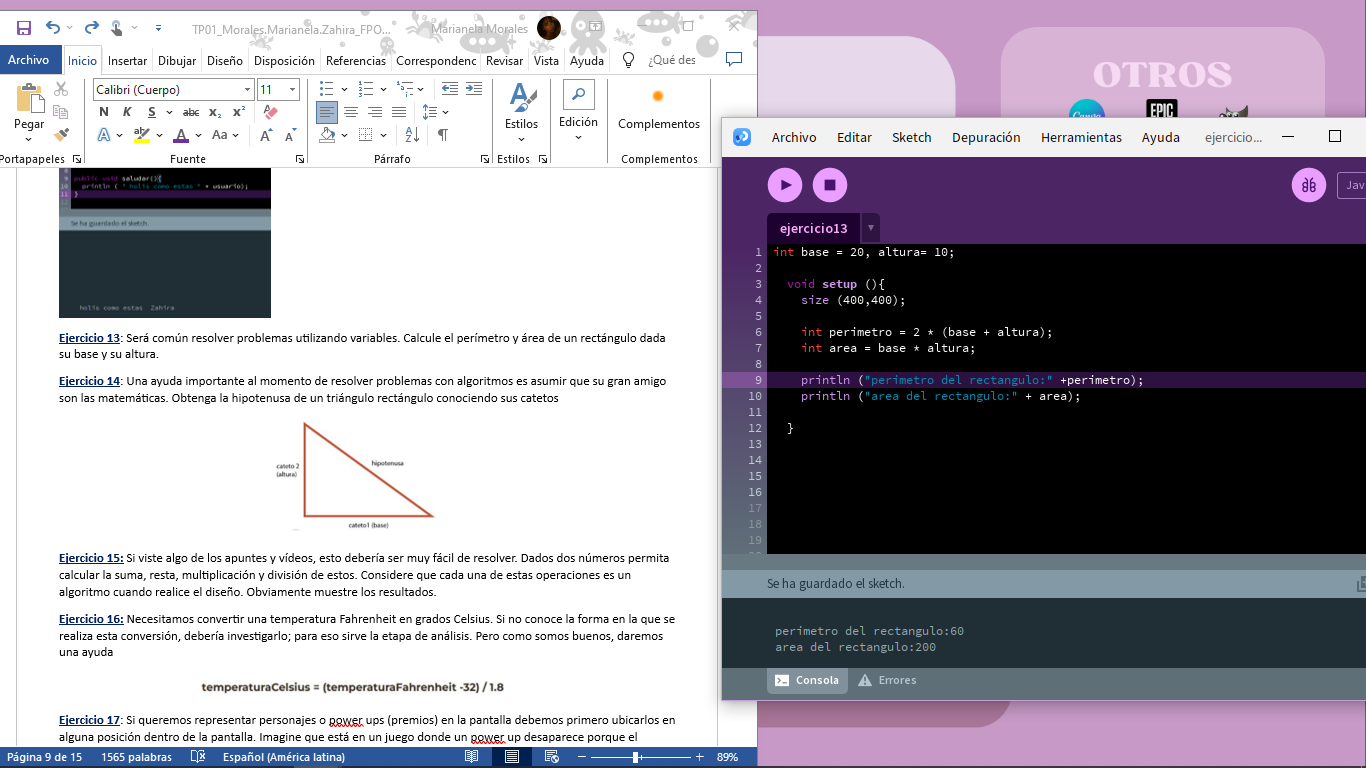 TP01_Morales.Marianela.Zahira_FPO...
Marianela Morales
Archivo
Inicio
Insertar
Dibujar
Diseño
Disposición
Referencias
Correspondenc
Revisar
Vista
Ayuda
¿Qué des
Pegar
Calibri (Cuerpo)
11
N K S abc x₂ x²
A ab A Aa A A
Estilos
Edición
Complementos
Portapapeles
Fuente
Párrafo
Estilos
Complementos
9 public void saludar(){
10 println ( " holis como estas " + usuario);
11 }
Se ha guardado el sketch.
holis como estas Zahira
Ejercicio 13: Será común resolver problemas utilizando variables. Calcule el perímetro y área de un rectángulo dada
su base y su altura.
Ejercicio 14: Una ayuda importante al momento de resolver problemas con algoritmos es asumir que su gran amigo
son las matemáticas. Obtenga la hipotenusa de un triángulo rectángulo conociendo sus catetos
cateto 2
(altura)
hipotenusa
cateto1 (base)
Ejercicio 15: Si viste algo de los apuntes y vídeos, esto debería ser muy fácil de resolver. Dados dos números permita
calcular la suma, resta, multiplicación y división de estos. Considere que cada una de estas operaciones es un
algoritmo cuando realice el diseño. Obviamente muestre los resultados.
Ejercicio 16: Necesitamos convertir una temperatura Fahrenheit en grados Celsius. Si no conoce la forma en la que se
realiza esta conversión, debería investigarlo; para eso sirve la etapa de análisis. Pero como somos buenos, daremos
una ayuda
temperaturaCelsius = (temperaturaFahrenheit -32) / 1.8
Ejercicio 17: Si queremos representar personajes o power ups (premios) en la pantalla debemos primero ubicarlos en
alguna posición dentro de la pantalla. Imagine que está en un juego donde un power up desaparece porque el
Página 9 de 15
1565 palabras
Español (América latina)
89%
OTROS
Canva
EPIC
Archivo
Editar
Sketch
Depuración
Herramientas
Ayuda
ejercicio...
Jav
ejercicio13
1 int base = 20, altura= 10;
2
3 void setup (){
4 size (400,400);
5
6 int perimetro = 2 * (base + altura);
7 int area = base * altura;
8
9 println ("perimetro del rectangulo:" +perimetro);
10 println ("area del rectangulo:" + area);
11
12 }
13
14
15
16
17
18
19
Se ha guardado el sketch.
perimetro del rectangulo:60
area del rectangulo:200
Consola
Errores